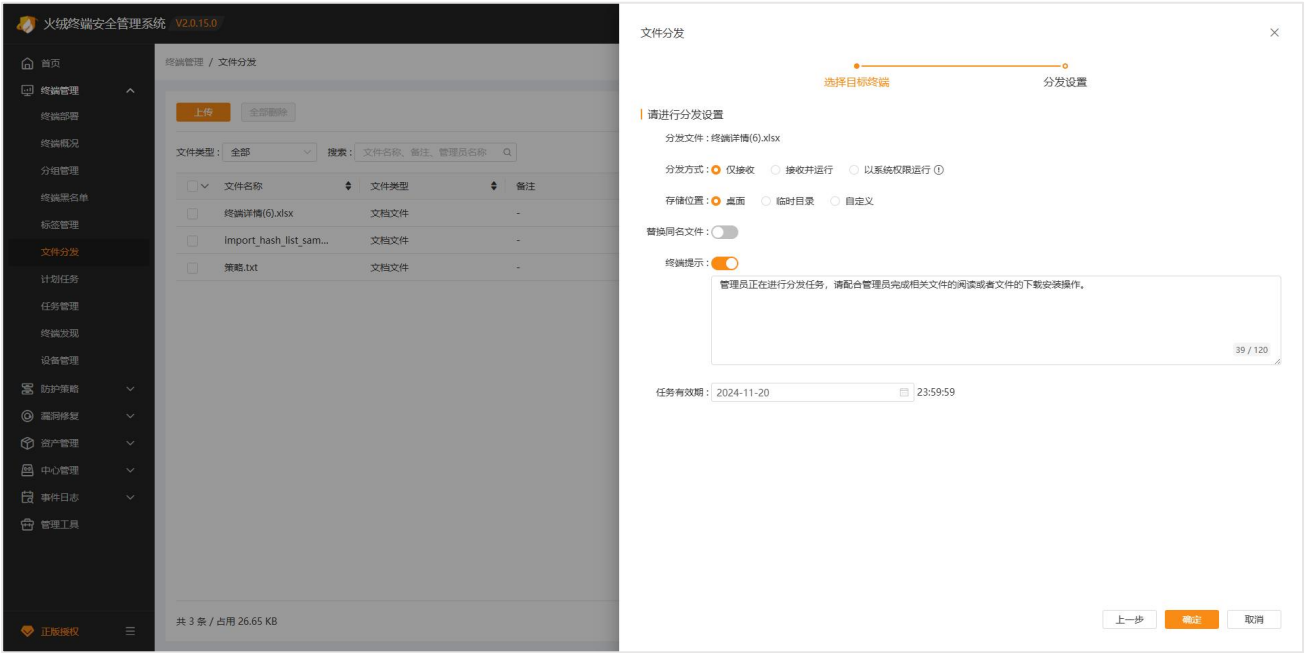 火绒终端安全管理系统 V2.0.15.0
首页
终端管理
终端部署
终端概况
分组管理
终端黑名单
标签管理
文件分发
计划任务
任务管理
终端发现
设备管理
防护策略
漏洞修复
资产管理
中心管理
事件日志
管理工具
正版授权
终端管理 / 文件分发
上传 全部删除
文件类型: 全部 搜索: 文件名称、备注、管理员名称
文件名称 文件类型 备注
终端详情(6).xlsx 文档文件 -
import_hash_list_sam... 文档文件 -
策略.txt 文档文件 -
共 3 条 / 占用 26.65 KB
文件分发
选择目标终端 分发设置
请进行分发设置
分发文件: 终端详情(6).xlsx
分发方式: 仅接收 接收并运行 以系统权限运行
存储位置: 桌面 临时目录 自定义
替换同名文件:
终端提示:
管理员正在进行分发任务，请配合管理员完成相关文件的阅读或者文件的下载安装操作。
39 / 120
任务有效期: 2024-11-20 23:59:59
上一步 确定 取消